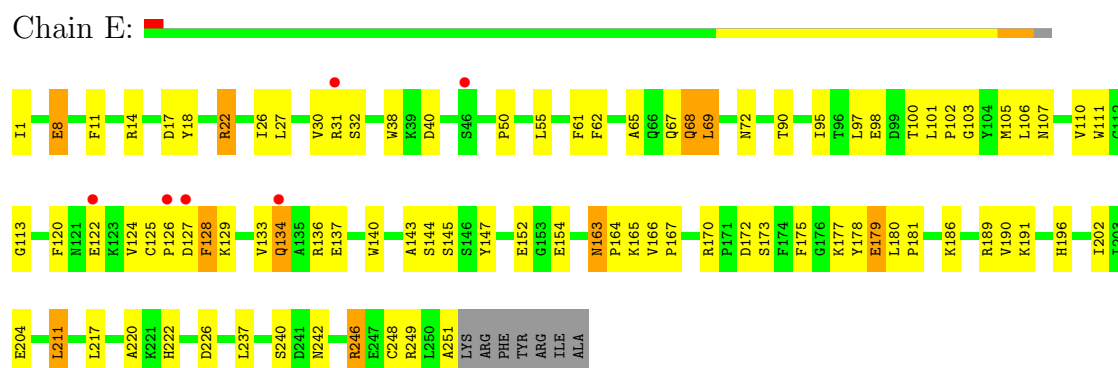 Chain E:
I1 E8 F11 R14 D17 Y18 R22 I26 L27 V30 R31 S32 W38 K39 D40 S46 P50 L55 F61 F62 A65 Q66 Q67 Q68 L69 N72 T90 I95 T96 L97 E98 D99 T100 L101 P102 G103 Y104 M105 L106 N107 V110 W111
G113 F120 N121 E122 K123 V124 C125 P126 D127 F128 K129 V133 Q134 A135 R136 E137 W140 A143 S144 S145 S146 Y147 E152 G153 E154 N163 P164 K165 V166 P167 R170 P171 D172 S173 F174 F175 G176 K177 Y178 E179 L180 P181 K186 R189 V190 K191 H196 I202
E204 L211 L217 A220 K221 H222 D226 L237 S240 D241 N242 R246 E247 C248 R249 L250 A251 LYS ARG PHE TYR ARG ILE ALA